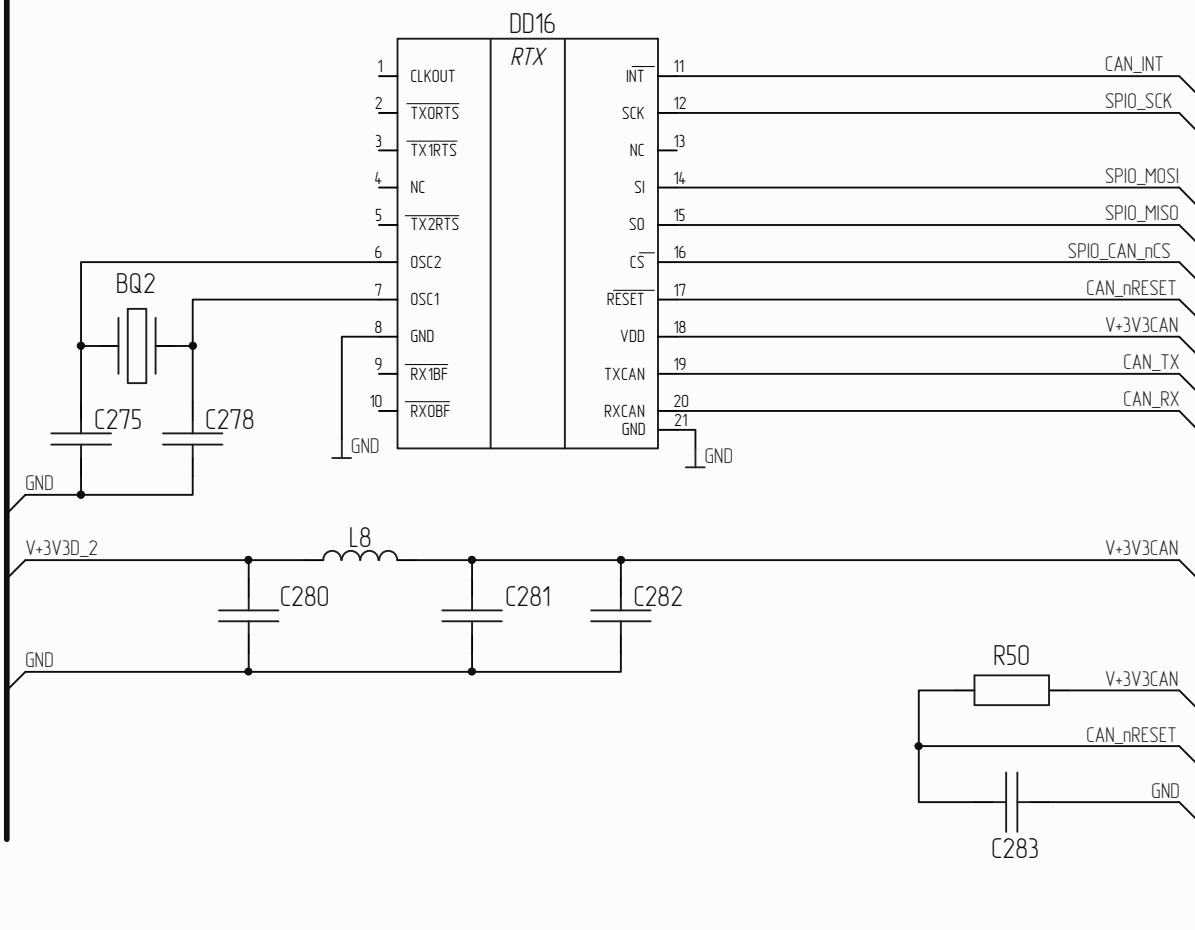 DD16
RTX
1 CLKOUT
INT 11 CAN_INT
2 TX0RTS
SCK 12 SPI0_SCK
3 TX1RTS
NC 13
4 NC
SI 14 SPI0_MOSI
5 TX2RTS
SO 15 SPI0_MISO
6 OSC2
CS 16 SPI0_CAN_nCS
BQ2
7 OSC1
RESET 17 CAN_nRESET
8 GND
VDD 18 V+3V3CAN
9 RX1BF
TXCAN 19 CAN_TX
10 RX0BF
RXCAN 20 CAN_RX
GND 21
C275
C278
GND
GND
GND
V+3V3D_2
L8
V+3V3CAN
C280
C281
C282
GND
R50
V+3V3CAN
CAN_nRESET
GND
C283